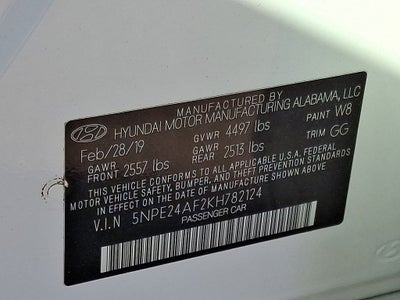 MANUFACTURED BY
HYUNDAI MOTOR MANUFACTURING ALABAMA, LLC
Feb/28/19 GVWR 4497 lbs PAINT W8
GAWR FRONT 2557 lbs GAWR REAR 2513 lbs TRIM GG
THIS VEHICLE CONFORMS TO ALL APPLICABLE U.S.A. FEDERAL
MOTOR VEHICLE SAFETY, BUMPER, AND THEFT PREVENTION STANDARDS
IN EFFECT ON THE DATE OF MANUFACTURE SHOWN ABOVE.
V.I.N 5NPE24AF2KH782124
PASSENGER CAR